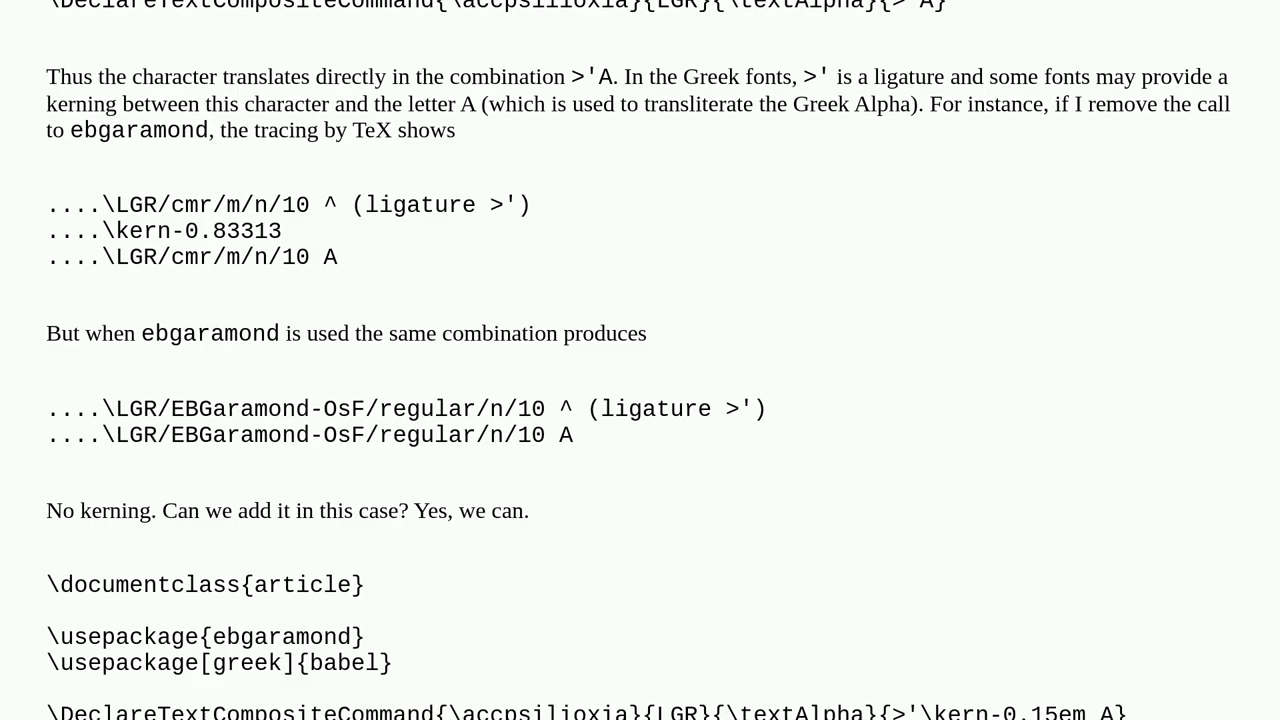 \DeclareTextCompositeCommand{\accpsilioxia}{LGR}{\textAlpha}{>'A}
Thus the character translates directly in the combination >'A. In the Greek fonts, >' is a ligature and some fonts may provide a
kerning between this character and the letter A (which is used to transliterate the Greek Alpha). For instance, if I remove the call
to ebgaramond, the tracing by TeX shows
....\LGR/cmr/m/n/10 ^ (ligature >')
....\kern-0.83313
....\LGR/cmr/m/n/10 A
But when ebgaramond is used the same combination produces
....\LGR/EBGaramond-OsF/regular/n/10 ^ (ligature >')
....\LGR/EBGaramond-OsF/regular/n/10 A
No kerning. Can we add it in this case? Yes, we can.
\documentclass{article}
\usepackage{ebgaramond}
\usepackage[greek]{babel}
\DeclareTextCompositeCommand{\accpsilioxia}{LGR}{\textAlpha}{>'\kern-0.15em A}